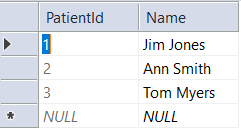 PatientId Name
1 Jim Jones
2 Ann Smith
3 Tom Myers
* NULL NULL